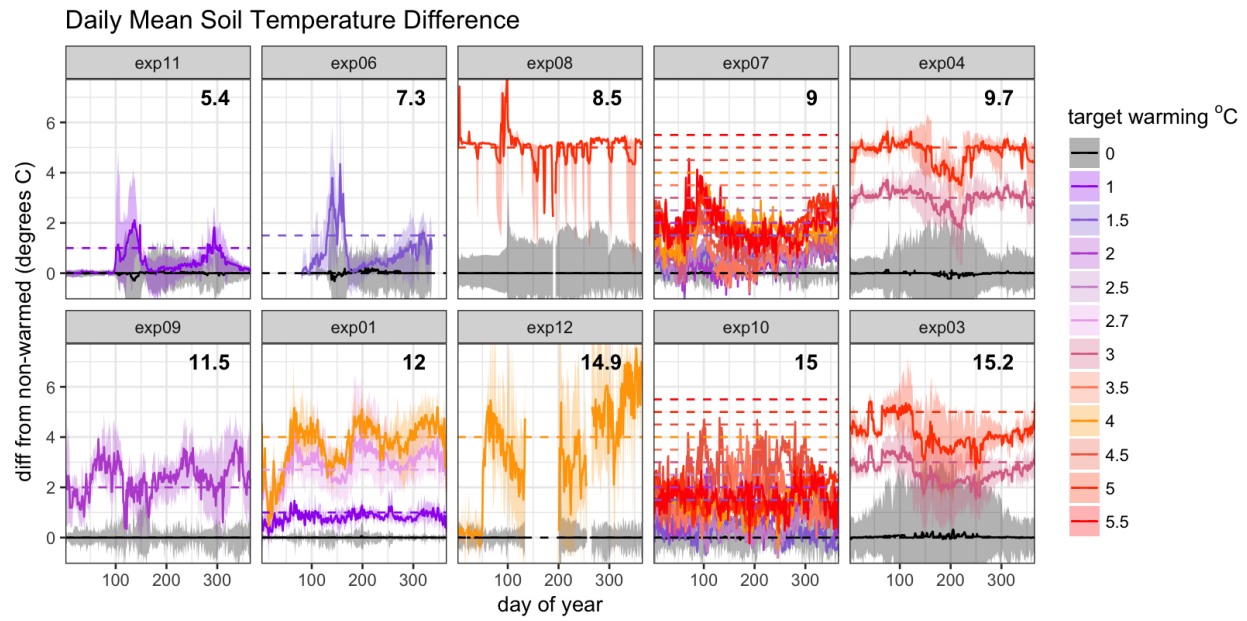 Daily Mean Soil Temperature Difference
exp11 exp06 exp08 exp07 exp04
5.4 7.3 8.5 9 9.7
6
4
2
0
exp09 exp01 exp12 exp10 exp03
11.5 12 14.9 15 15.2
6
4
2
0
100 200 300 100 200 300 100 200 300 100 200 300 100 200 300
day of year
diff from non-warmed (degrees C)
target warming °C
0
1
1.5
2
2.5
2.7
3
3.5
4
4.5
5
5.5